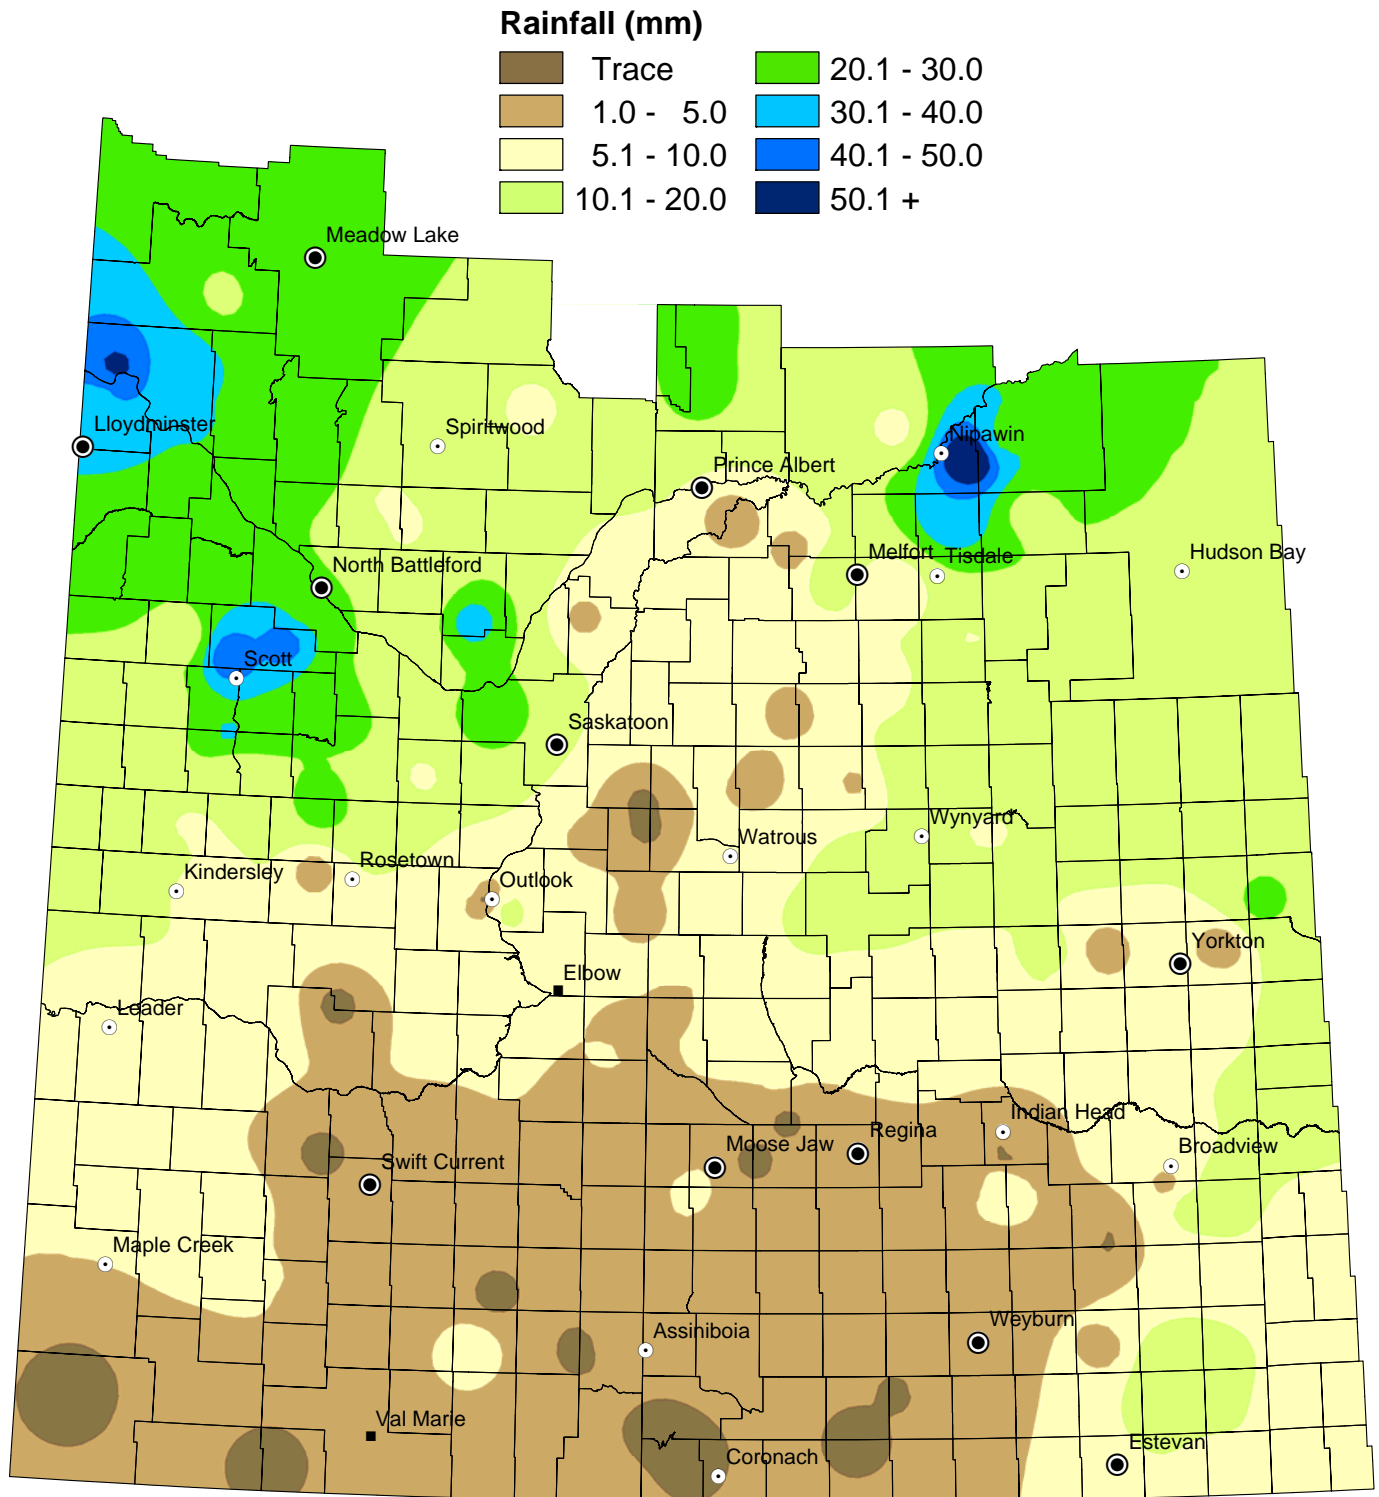 Rainfall (mm)
Trace
20.1 - 30.0
1.0 - 5.0
30.1 - 40.0
5.1 - 10.0
40.1 - 50.0
10.1 - 20.0
50.1 +
Meadow Lake
Lloydminster
Spiritwood
Nipawin
Prince Albert
Melfort
Tisdale
Hudson Bay
North Battleford
Scott
Saskatoon
Wynyard
Watrous
Rosetown
Kindersley
Outlook
Yorkton
Elbow
Leader
Indian Head
Regina
Moose Jaw
Broadview
Swift Current
Maple Creek
Weyburn
Assiniboia
Val Marie
Estevan
Coronach